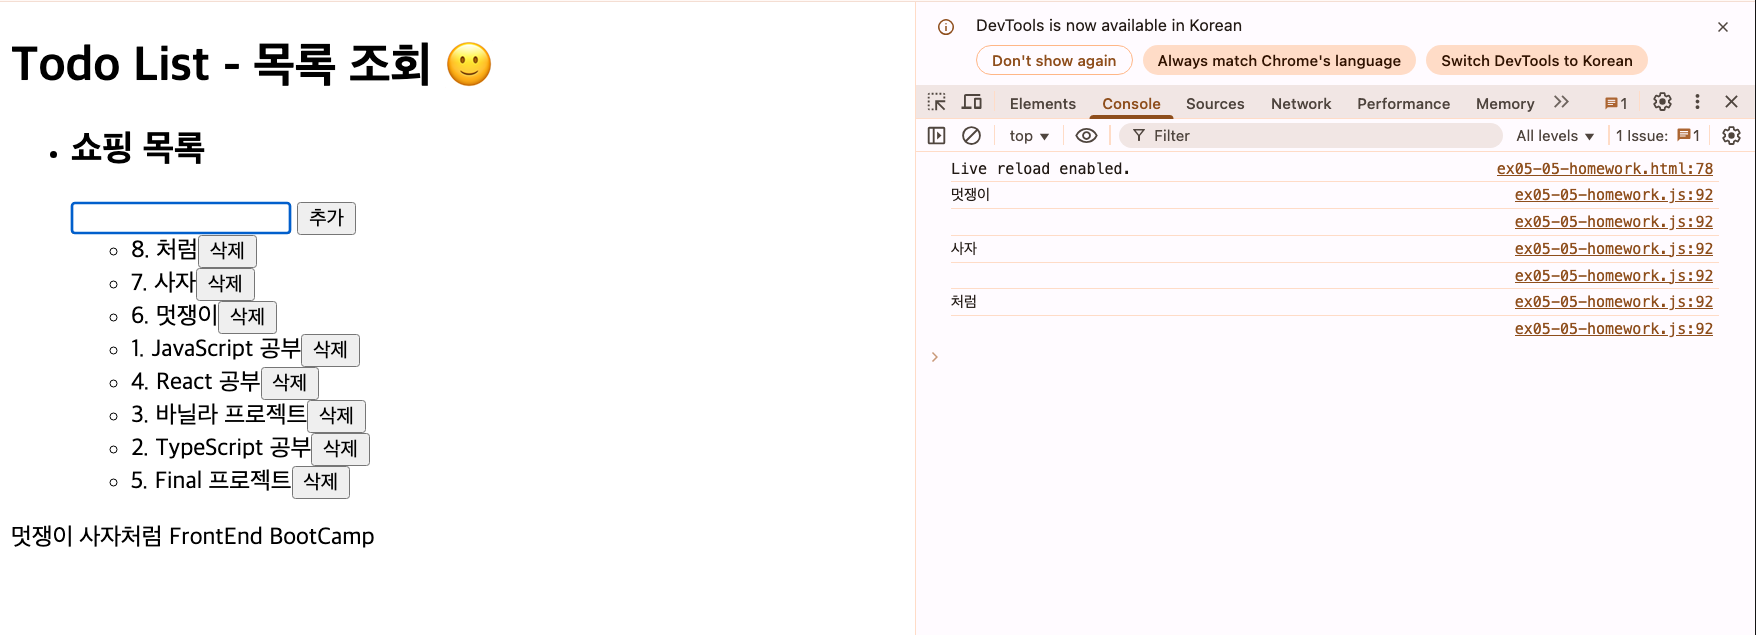 Todo List - 목록 조회 🙂
쇼핑 목록
추가
8. 처럼 삭제
7. 사자 삭제
6. 멋쟁이 삭제
1. JavaScript 공부 삭제
4. React 공부 삭제
3. 바닐라 프로젝트 삭제
2. TypeScript 공부 삭제
5. Final 프로젝트 삭제
멋쟁이 사자처럼 FrontEnd BootCamp
DevTools is now available in Korean
Don't show again Always match Chrome's language Switch DevTools to Korean
Elements Console Sources Network Performance Memory 1
top Filter All levels 1 Issue: 1
Live reload enabled. ex05-05-homework.html:78
멋쟁이 ex05-05-homework.js:92
ex05-05-homework.js:92
사자 ex05-05-homework.js:92
ex05-05-homework.js:92
처럼 ex05-05-homework.js:92
ex05-05-homework.js:92